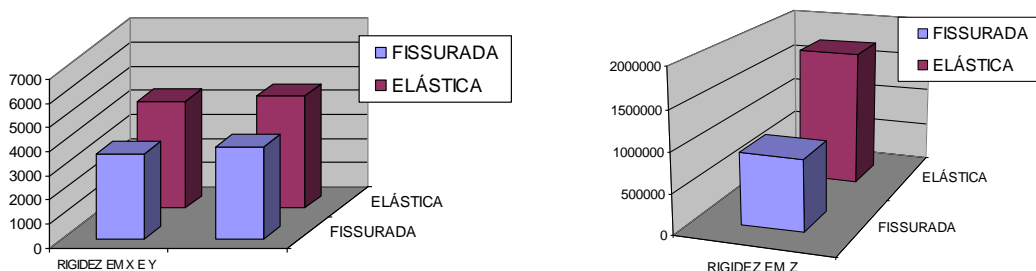 FISSURADA
ELÁSTICA
7000
6000
5000
4000
3000
2000
1000
0
ELÁSTICA
FISSURADA
RIGIDEZ EM X E Y
FISSURADA
ELÁSTICA
2000000
1500000
1000000
500000
0
ELÁSTICA
FISSURADA
RIGIDEZ EM Z